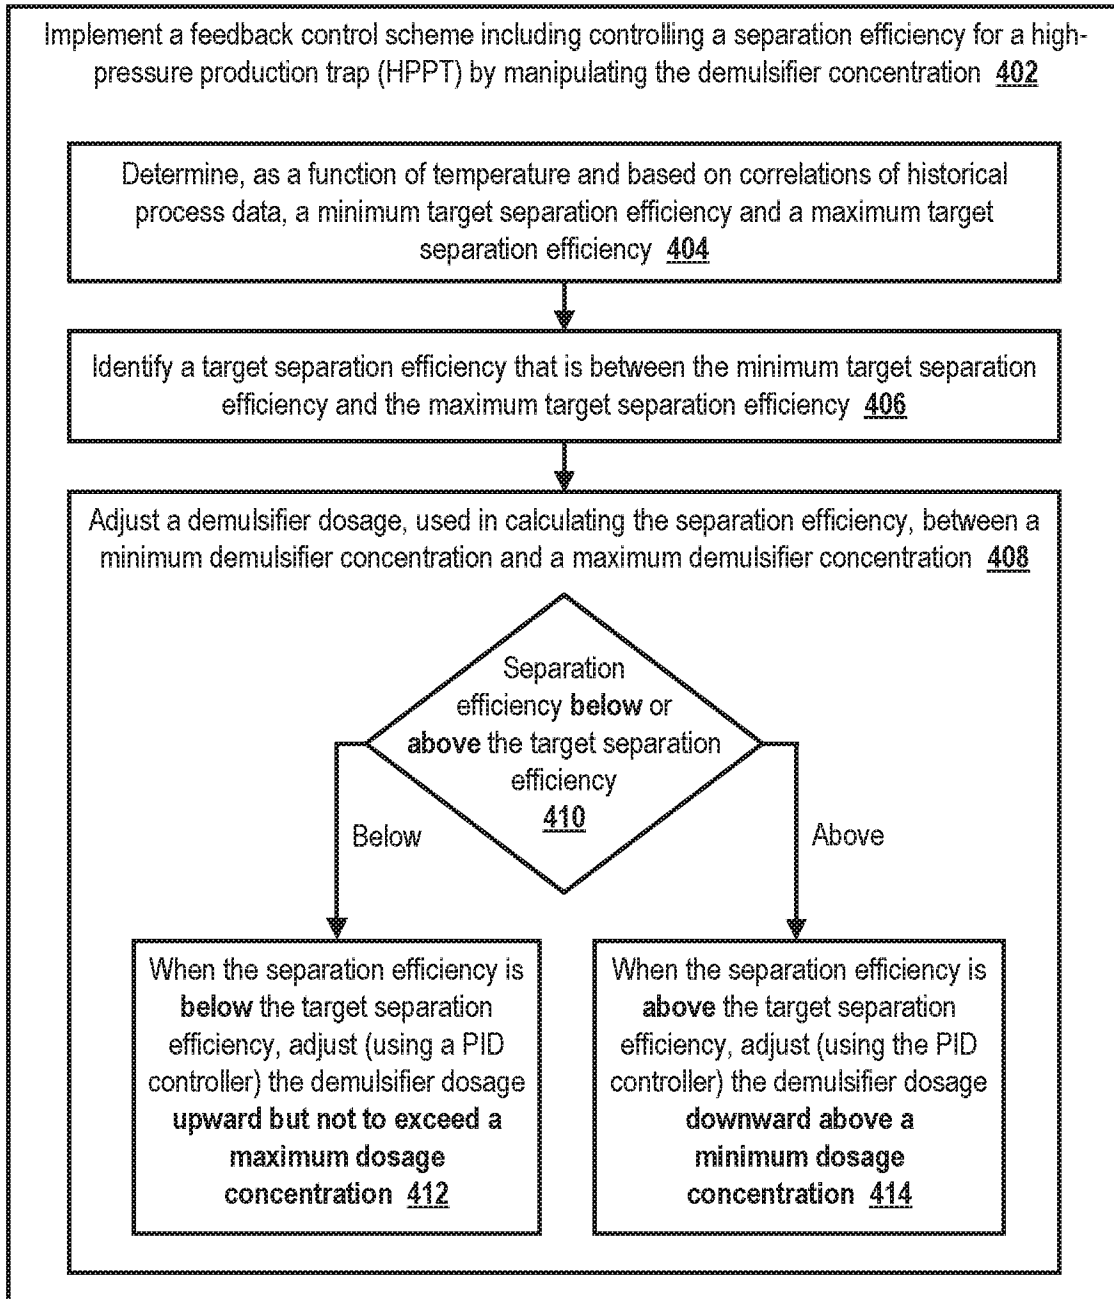 Implement a feedback control scheme including controlling a separation efficiency for a high-
pressure production trap (HPPT) by manipulating the demulsifier concentration 402
Determine, as a function of temperature and based on correlations of historical
process data, a minimum target separation efficiency and a maximum target
separation efficiency 404
Identify a target separation efficiency that is between the minimum target separation
efficiency and the maximum target separation efficiency 406
Adjust a demulsifier dosage, used in calculating the separation efficiency, between a
minimum demulsifier concentration and a maximum demulsifier concentration 408
Separation
efficiency below or
above the target separation
efficiency
410
Below
Above
When the separation efficiency is
below the target separation
efficiency, adjust (using a PID
controller) the demulsifier dosage
upward but not to exceed a
maximum dosage
concentration 412
When the separation efficiency is
above the target separation
efficiency, adjust (using the PID
controller) the demulsifier dosage
downward above a
minimum dosage
concentration 414